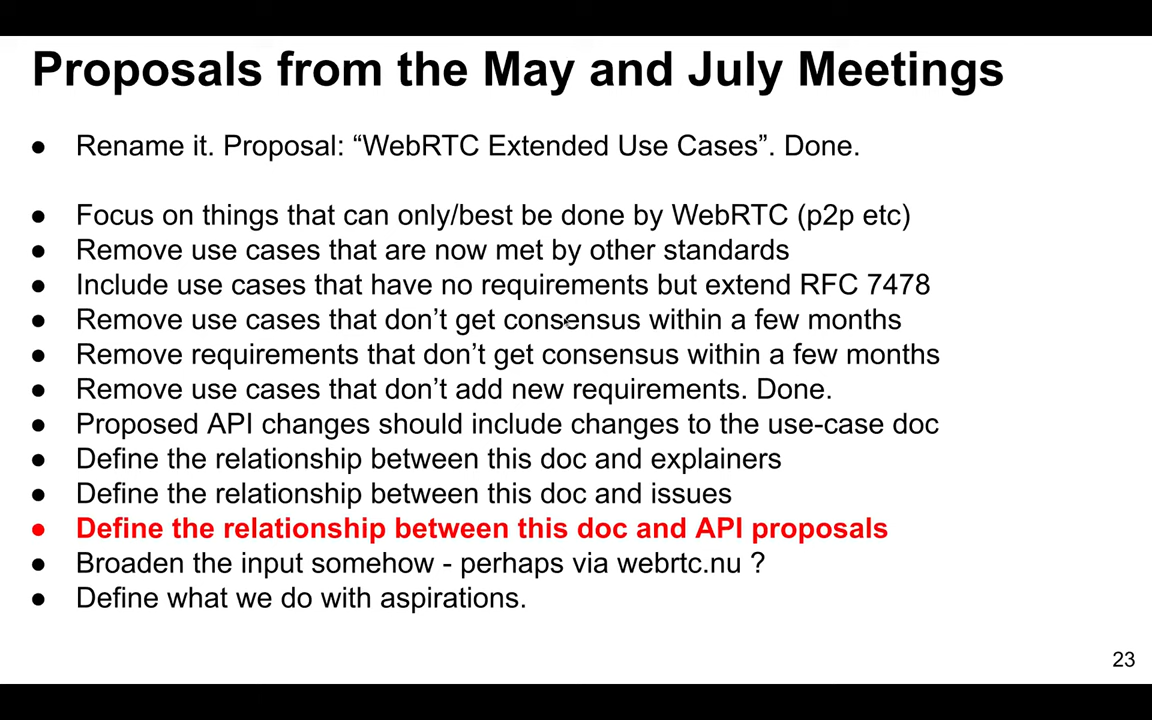 Proposals from the May and July Meetings
● Rename it. Proposal: “WebRTC Extended Use Cases”. Done.
● Focus on things that can only/best be done by WebRTC (p2p etc)
● Remove use cases that are now met by other standards
● Include use cases that have no requirements but extend RFC 7478
● Remove use cases that don’t get consensus within a few months
● Remove requirements that don’t get consensus within a few months
● Remove use cases that don’t add new requirements. Done.
● Proposed API changes should include changes to the use-case doc
● Define the relationship between this doc and explainers
● Define the relationship between this doc and issues
● Define the relationship between this doc and API proposals
● Broaden the input somehow - perhaps via webrtc.nu ?
● Define what we do with aspirations.
23